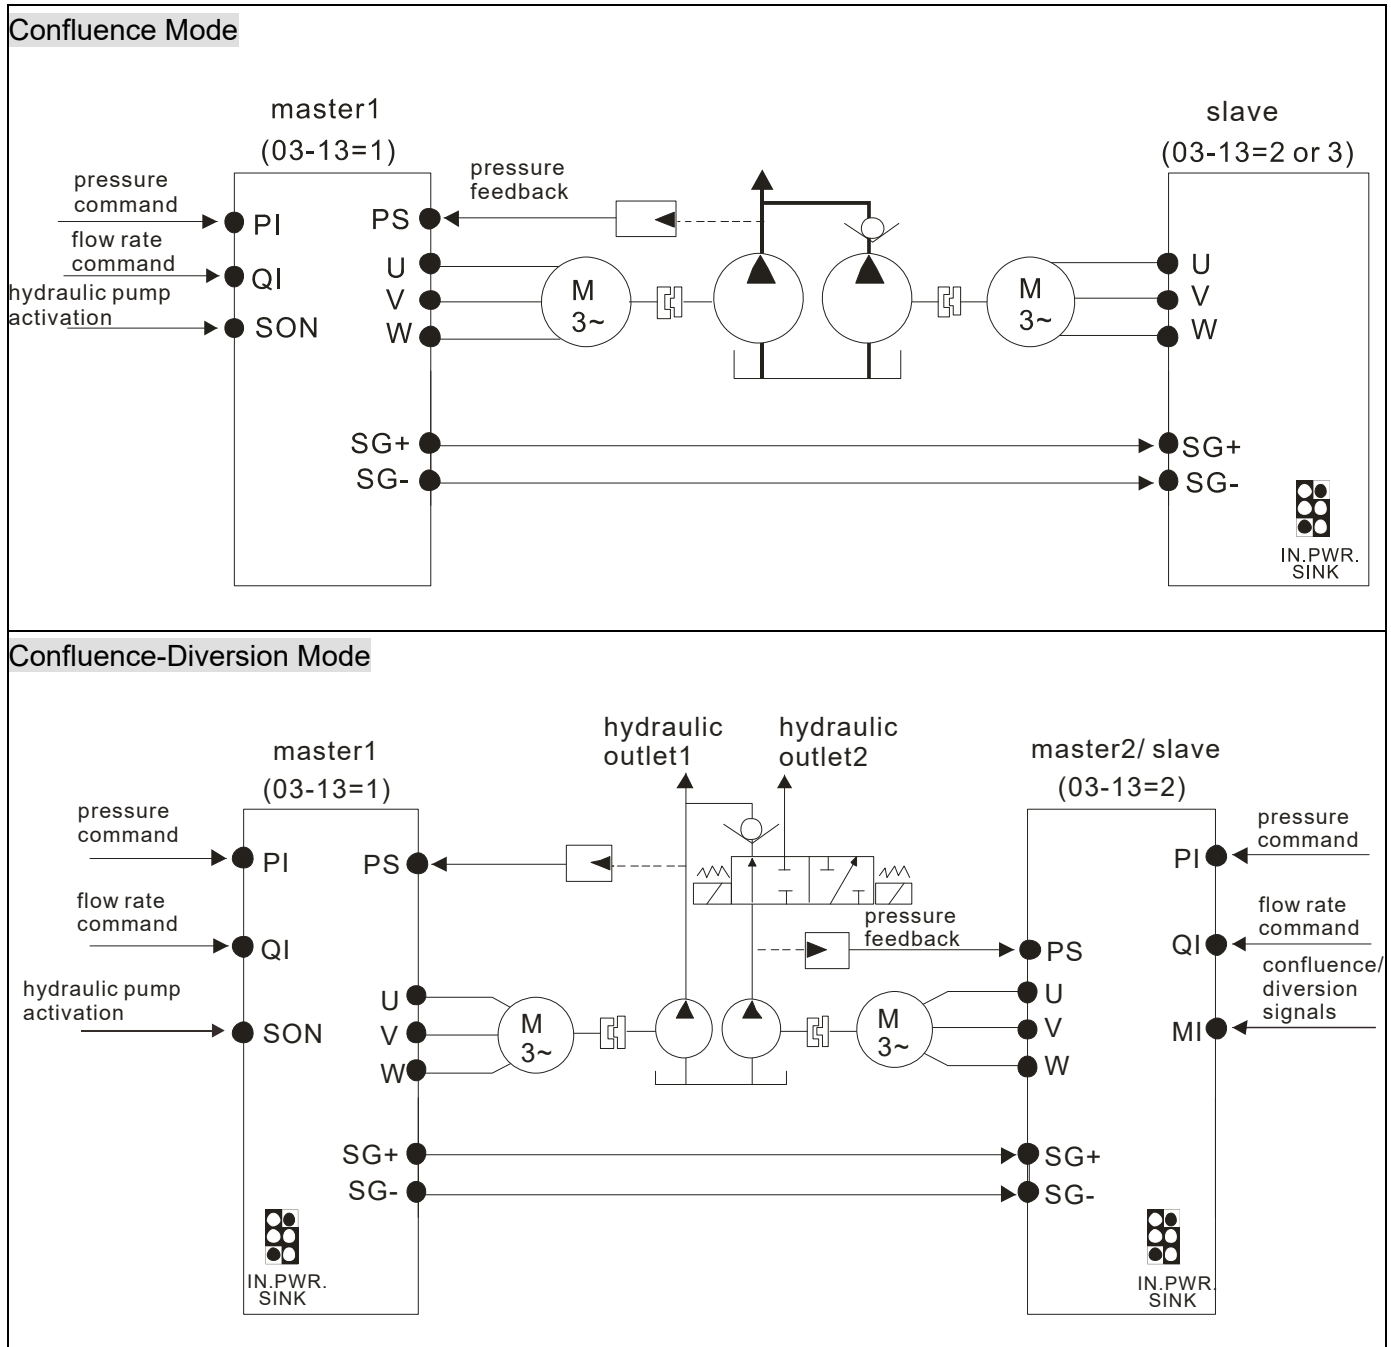 Confluence Mode
master1
(03-13=1)
slave
(03-13=2 or 3)
pressure
command
flow rate
command
hydraulic pump
activation
PI
QI
SON
PS
U
V
W
pressure
feedback
M
3~
M
3~
U
V
W
SG+
SG-
SG+
SG-
IN.PWR.
SINK
Confluence-Diversion Mode
hydraulic
outlet1
hydraulic
outlet2
master1
(03-13=1)
master2/ slave
(03-13=2)
pressure
command
flow rate
command
hydraulic pump
activation
PI
QI
SON
PS
U
V
W
M
3~
pressure
feedback
M
3~
PS
U
V
W
PI
QI
MI
pressure
command
flow rate
command
confluence/
diversion
signals
SG+
SG-
SG+
SG-
IN.PWR.
SINK
IN.PWR.
SINK